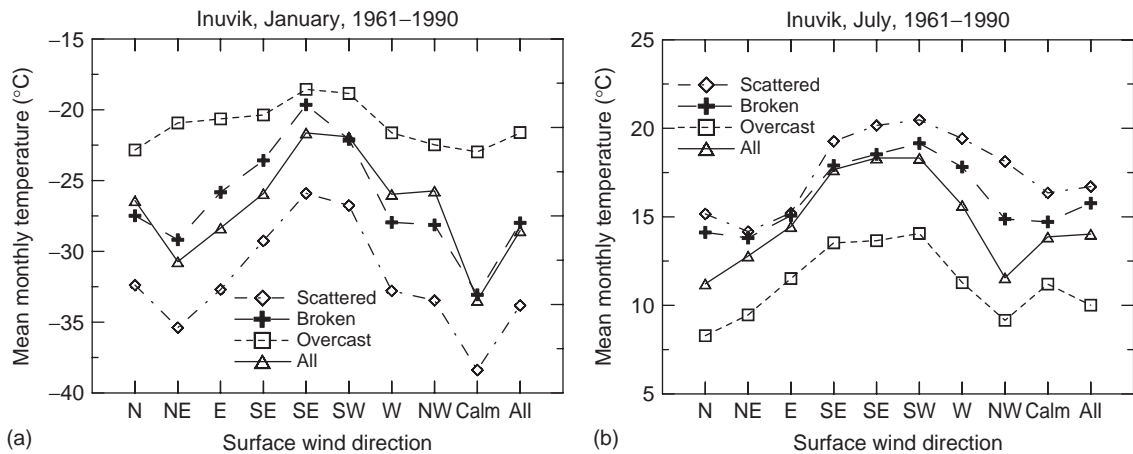 Inuvik, January, 1961–1990
Mean monthly temperature (°C)
–15
–20
–25
–30
–35
–40
Scattered
Broken
Overcast
All
N NE E SE SE SW W NW Calm All
(a)
Surface wind direction
Inuvik, July, 1961–1990
Mean monthly temperature (°C)
25
20
15
10
5
Scattered
Broken
Overcast
All
N NE E SE SE SW W NW Calm All
(b)
Surface wind direction